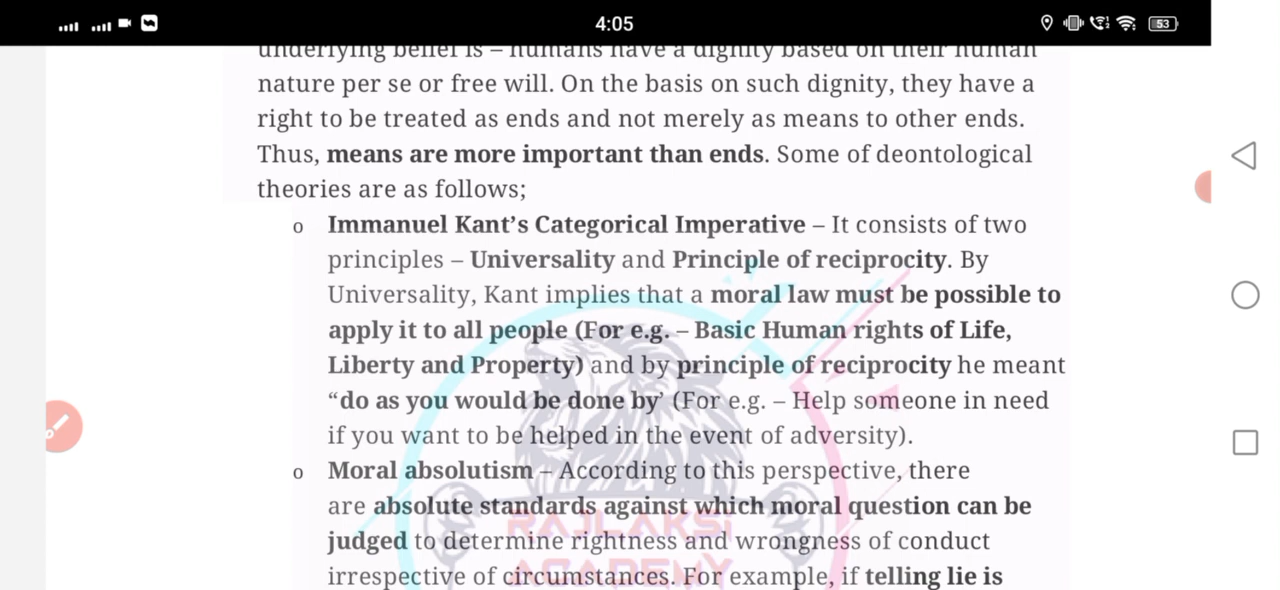 4:05
53
underlying belief is – humans have a dignity based on their human
nature per se or free will. On the basis on such dignity, they have a
right to be treated as ends and not merely as means to other ends.
Thus, means are more important than ends. Some of deontological
theories are as follows;
o Immanuel Kant’s Categorical Imperative – It consists of two
principles – Universality and Principle of reciprocity. By
Universality, Kant implies that a moral law must be possible to
apply it to all people (For e.g. – Basic Human rights of Life,
Liberty and Property) and by principle of reciprocity he meant
“do as you would be done by’ (For e.g. – Help someone in need
if you want to be helped in the event of adversity).
o Moral absolutism – According to this perspective, there
are absolute standards against which moral question can be
judged to determine rightness and wrongness of conduct
irrespective of circumstances. For example, if telling lie is
RAJLAKSI
ACADEMY